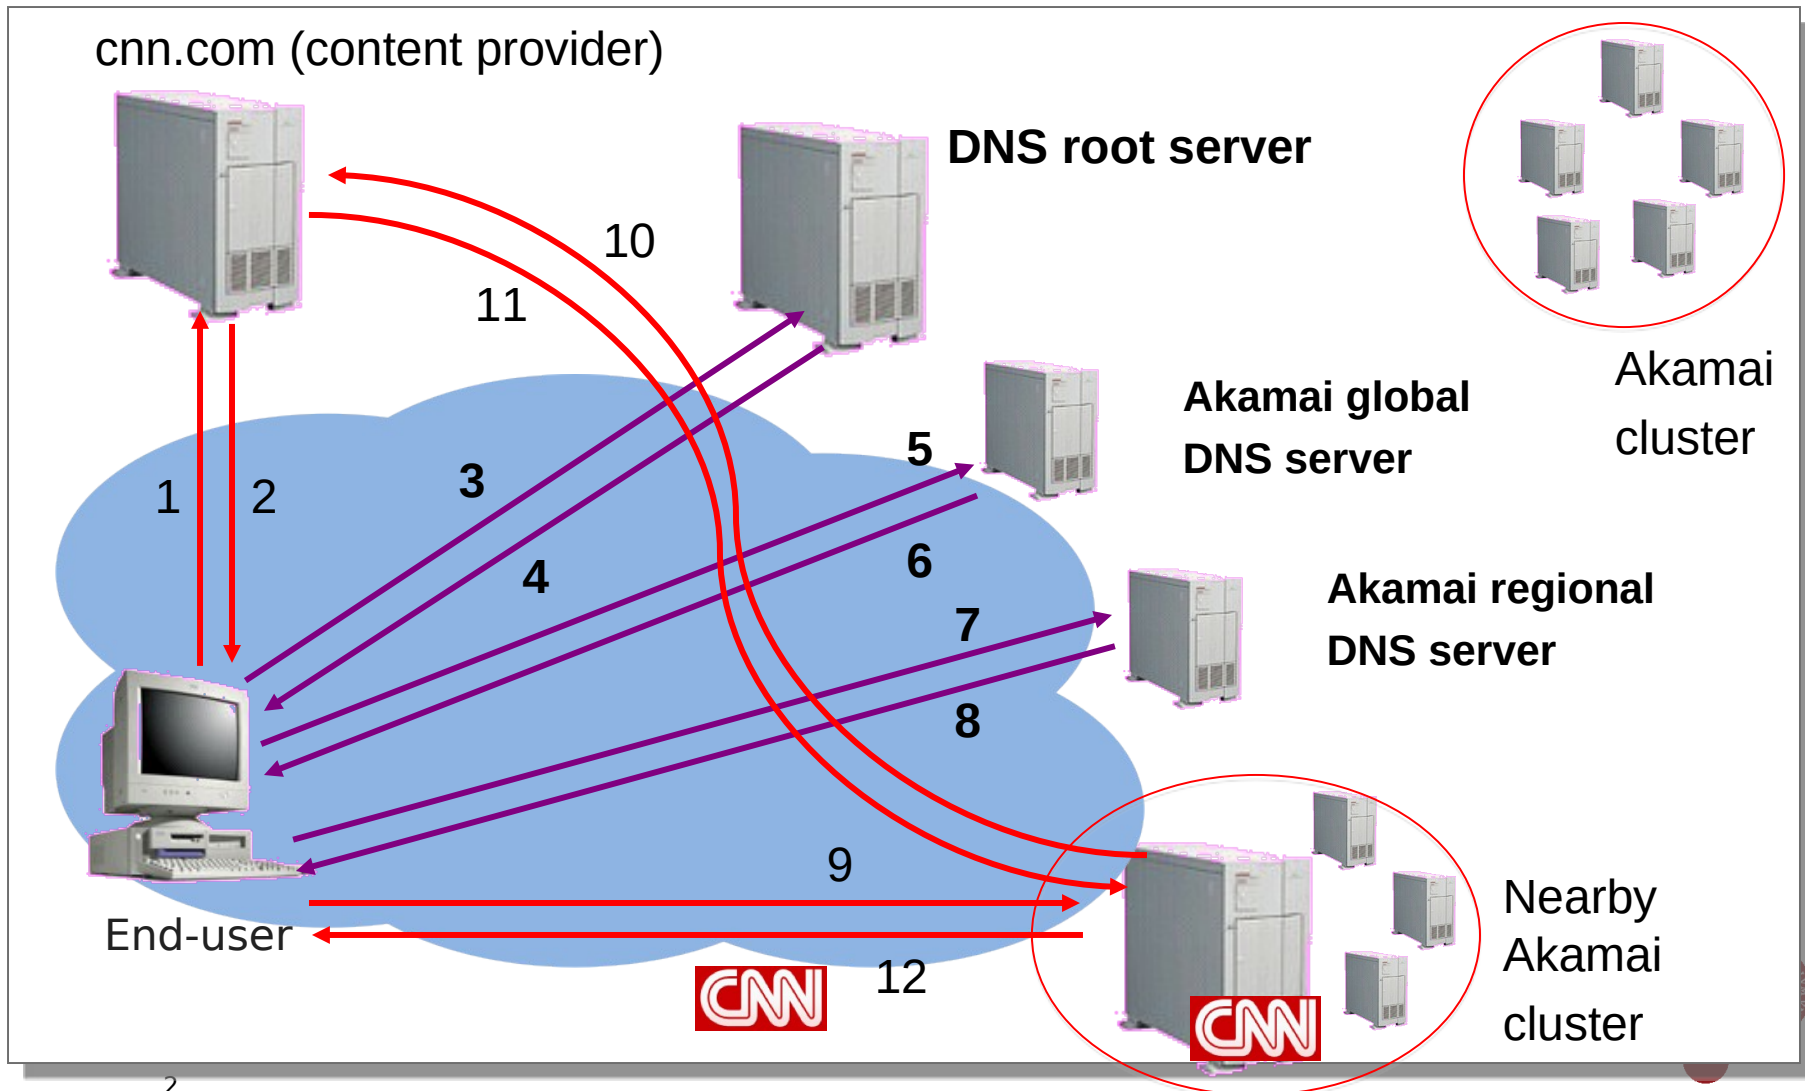 cnn.com (content provider)
DNS root server
10
11
Akamai
cluster
Akamai global
DNS server
5
1
2
3
4
6
Akamai regional
DNS server
7
8
9
End-user
12
CNN
CNN
Nearby
Akamai
cluster
2